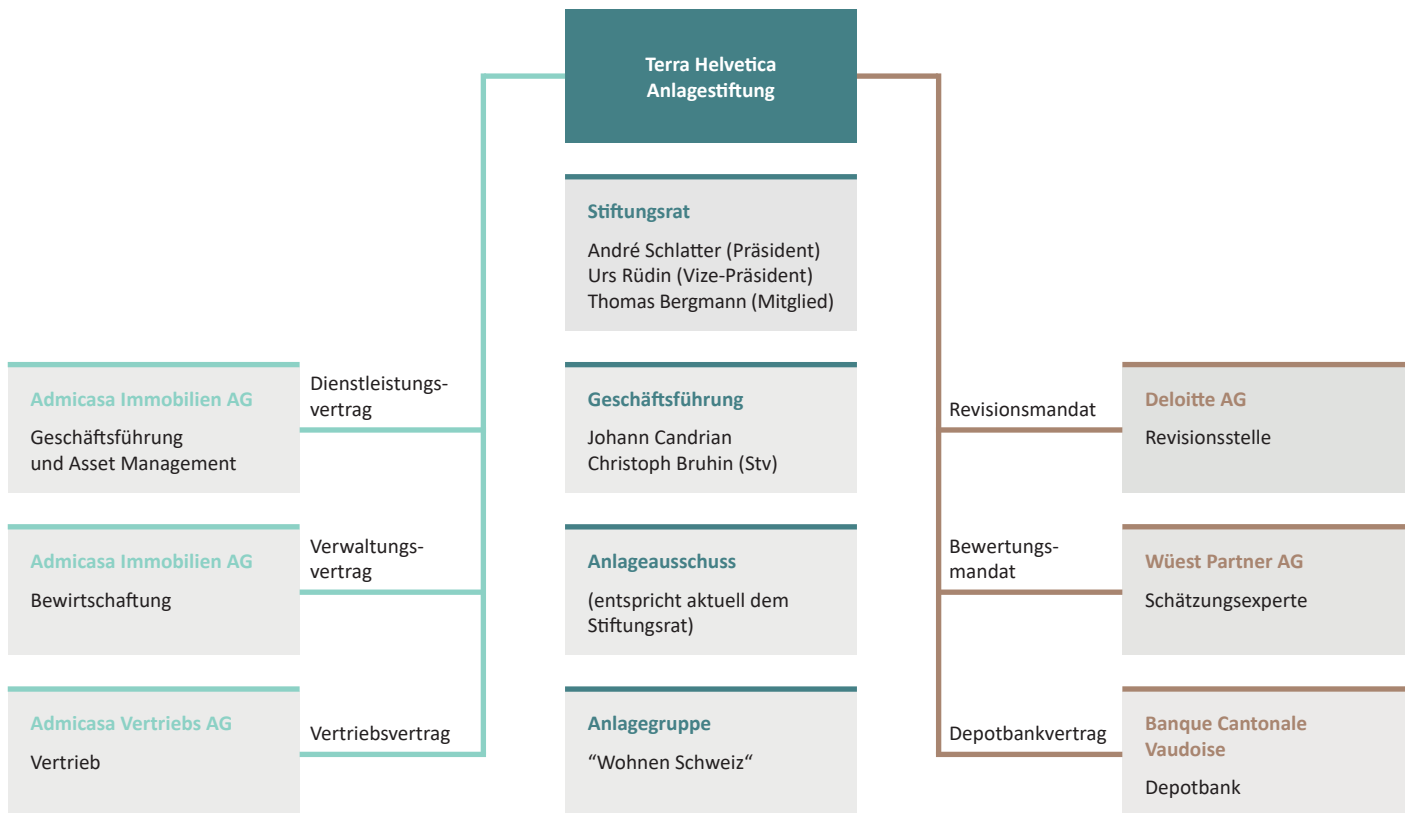 Terra Helvetica
Anlagestiftung
Stiftungsrat
André Schlatter (Präsident)
Urs Rüdin (Vize-Präsident)
Thomas Bergmann (Mitglied)
Admicasa Immobilien AG
Geschäftsführung
und Asset Management
Dienstleistungs-
vertrag
Geschäftsführung
Johann Candrian
Christoph Bruhin (Stv)
Revisionsmandat
Deloitte AG
Revisionsstelle
Admicasa Immobilien AG
Bewirtschaftung
Verwaltungs-
vertrag
Anlageausschuss
(entspricht aktuell dem
Stiftungsrat)
Bewertungs-
mandat
Wüest Partner AG
Schätzungsexperte
Admicasa Vertriebs AG
Vertrieb
Vertriebsvertrag
Anlagegruppe
“Wohnen Schweiz“
Depotbankvertrag
Banque Cantonale
Vaudoise
Depotbank